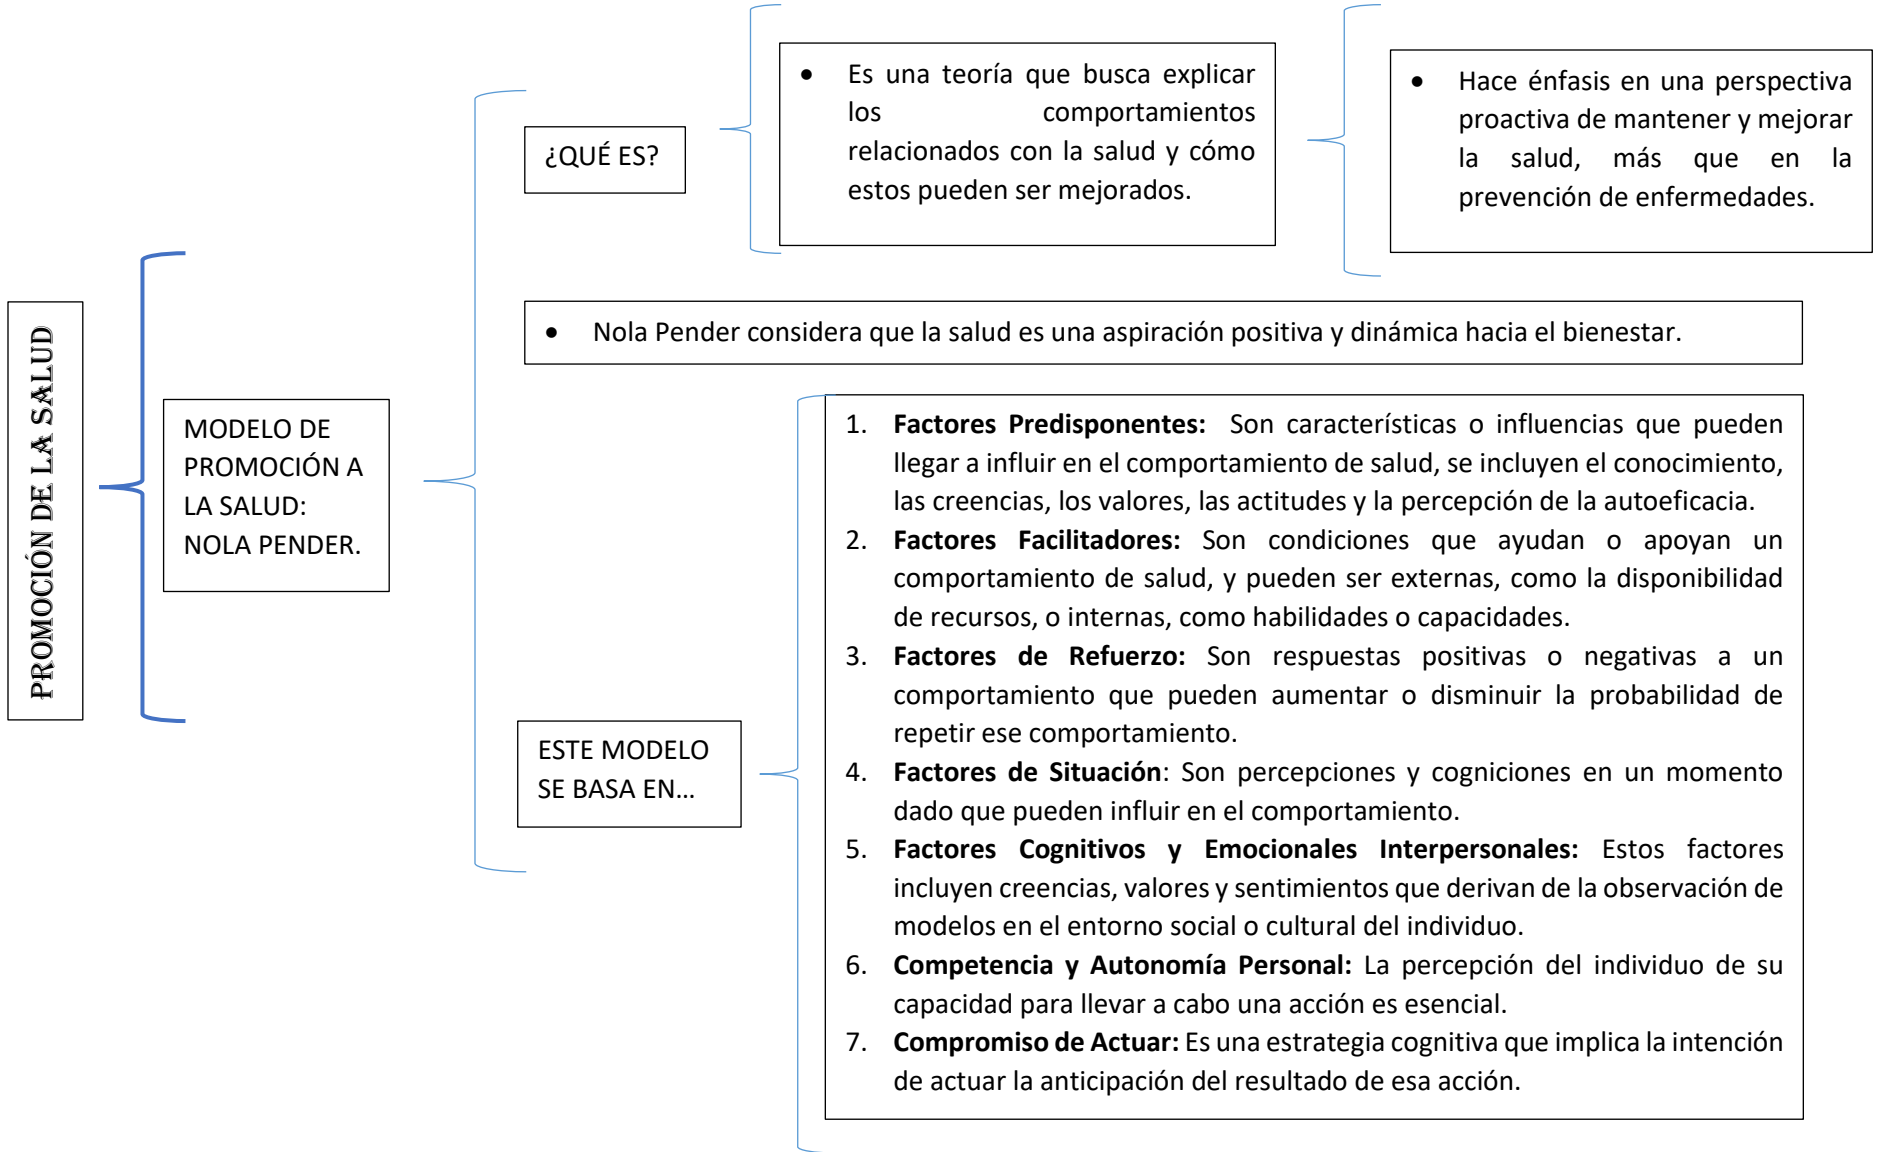 PROMOCIÓN DE LA SALUD
MODELO DE
PROMOCIÓN A
LA SALUD:
NOLA PENDER.
¿QUÉ ES?
• Es una teoría que busca explicar
los comportamientos
relacionados con la salud y cómo
estos pueden ser mejorados.
• Hace énfasis en una perspectiva
proactiva de mantener y mejorar
la salud, más que en la
prevención de enfermedades.
• Nola Pender considera que la salud es una aspiración positiva y dinámica hacia el bienestar.
ESTE MODELO
SE BASA EN...
1. Factores Predisponentes: Son características o influencias que pueden
llegar a influir en el comportamiento de salud, se incluyen el conocimiento,
las creencias, los valores, las actitudes y la percepción de la autoeficacia.
2. Factores Facilitadores: Son condiciones que ayudan o apoyan un
comportamiento de salud, y pueden ser externas, como la disponibilidad
de recursos, o internas, como habilidades o capacidades.
3. Factores de Refuerzo: Son respuestas positivas o negativas a un
comportamiento que pueden aumentar o disminuir la probabilidad de
repetir ese comportamiento.
4. Factores de Situación: Son percepciones y cogniciones en un momento
dado que pueden influir en el comportamiento.
5. Factores Cognitivos y Emocionales Interpersonales: Estos factores
incluyen creencias, valores y sentimientos que derivan de la observación de
modelos en el entorno social o cultural del individuo.
6. Competencia y Autonomía Personal: La percepción del individuo de su
capacidad para llevar a cabo una acción es esencial.
7. Compromiso de Actuar: Es una estrategia cognitiva que implica la intención
de actuar la anticipación del resultado de esa acción.